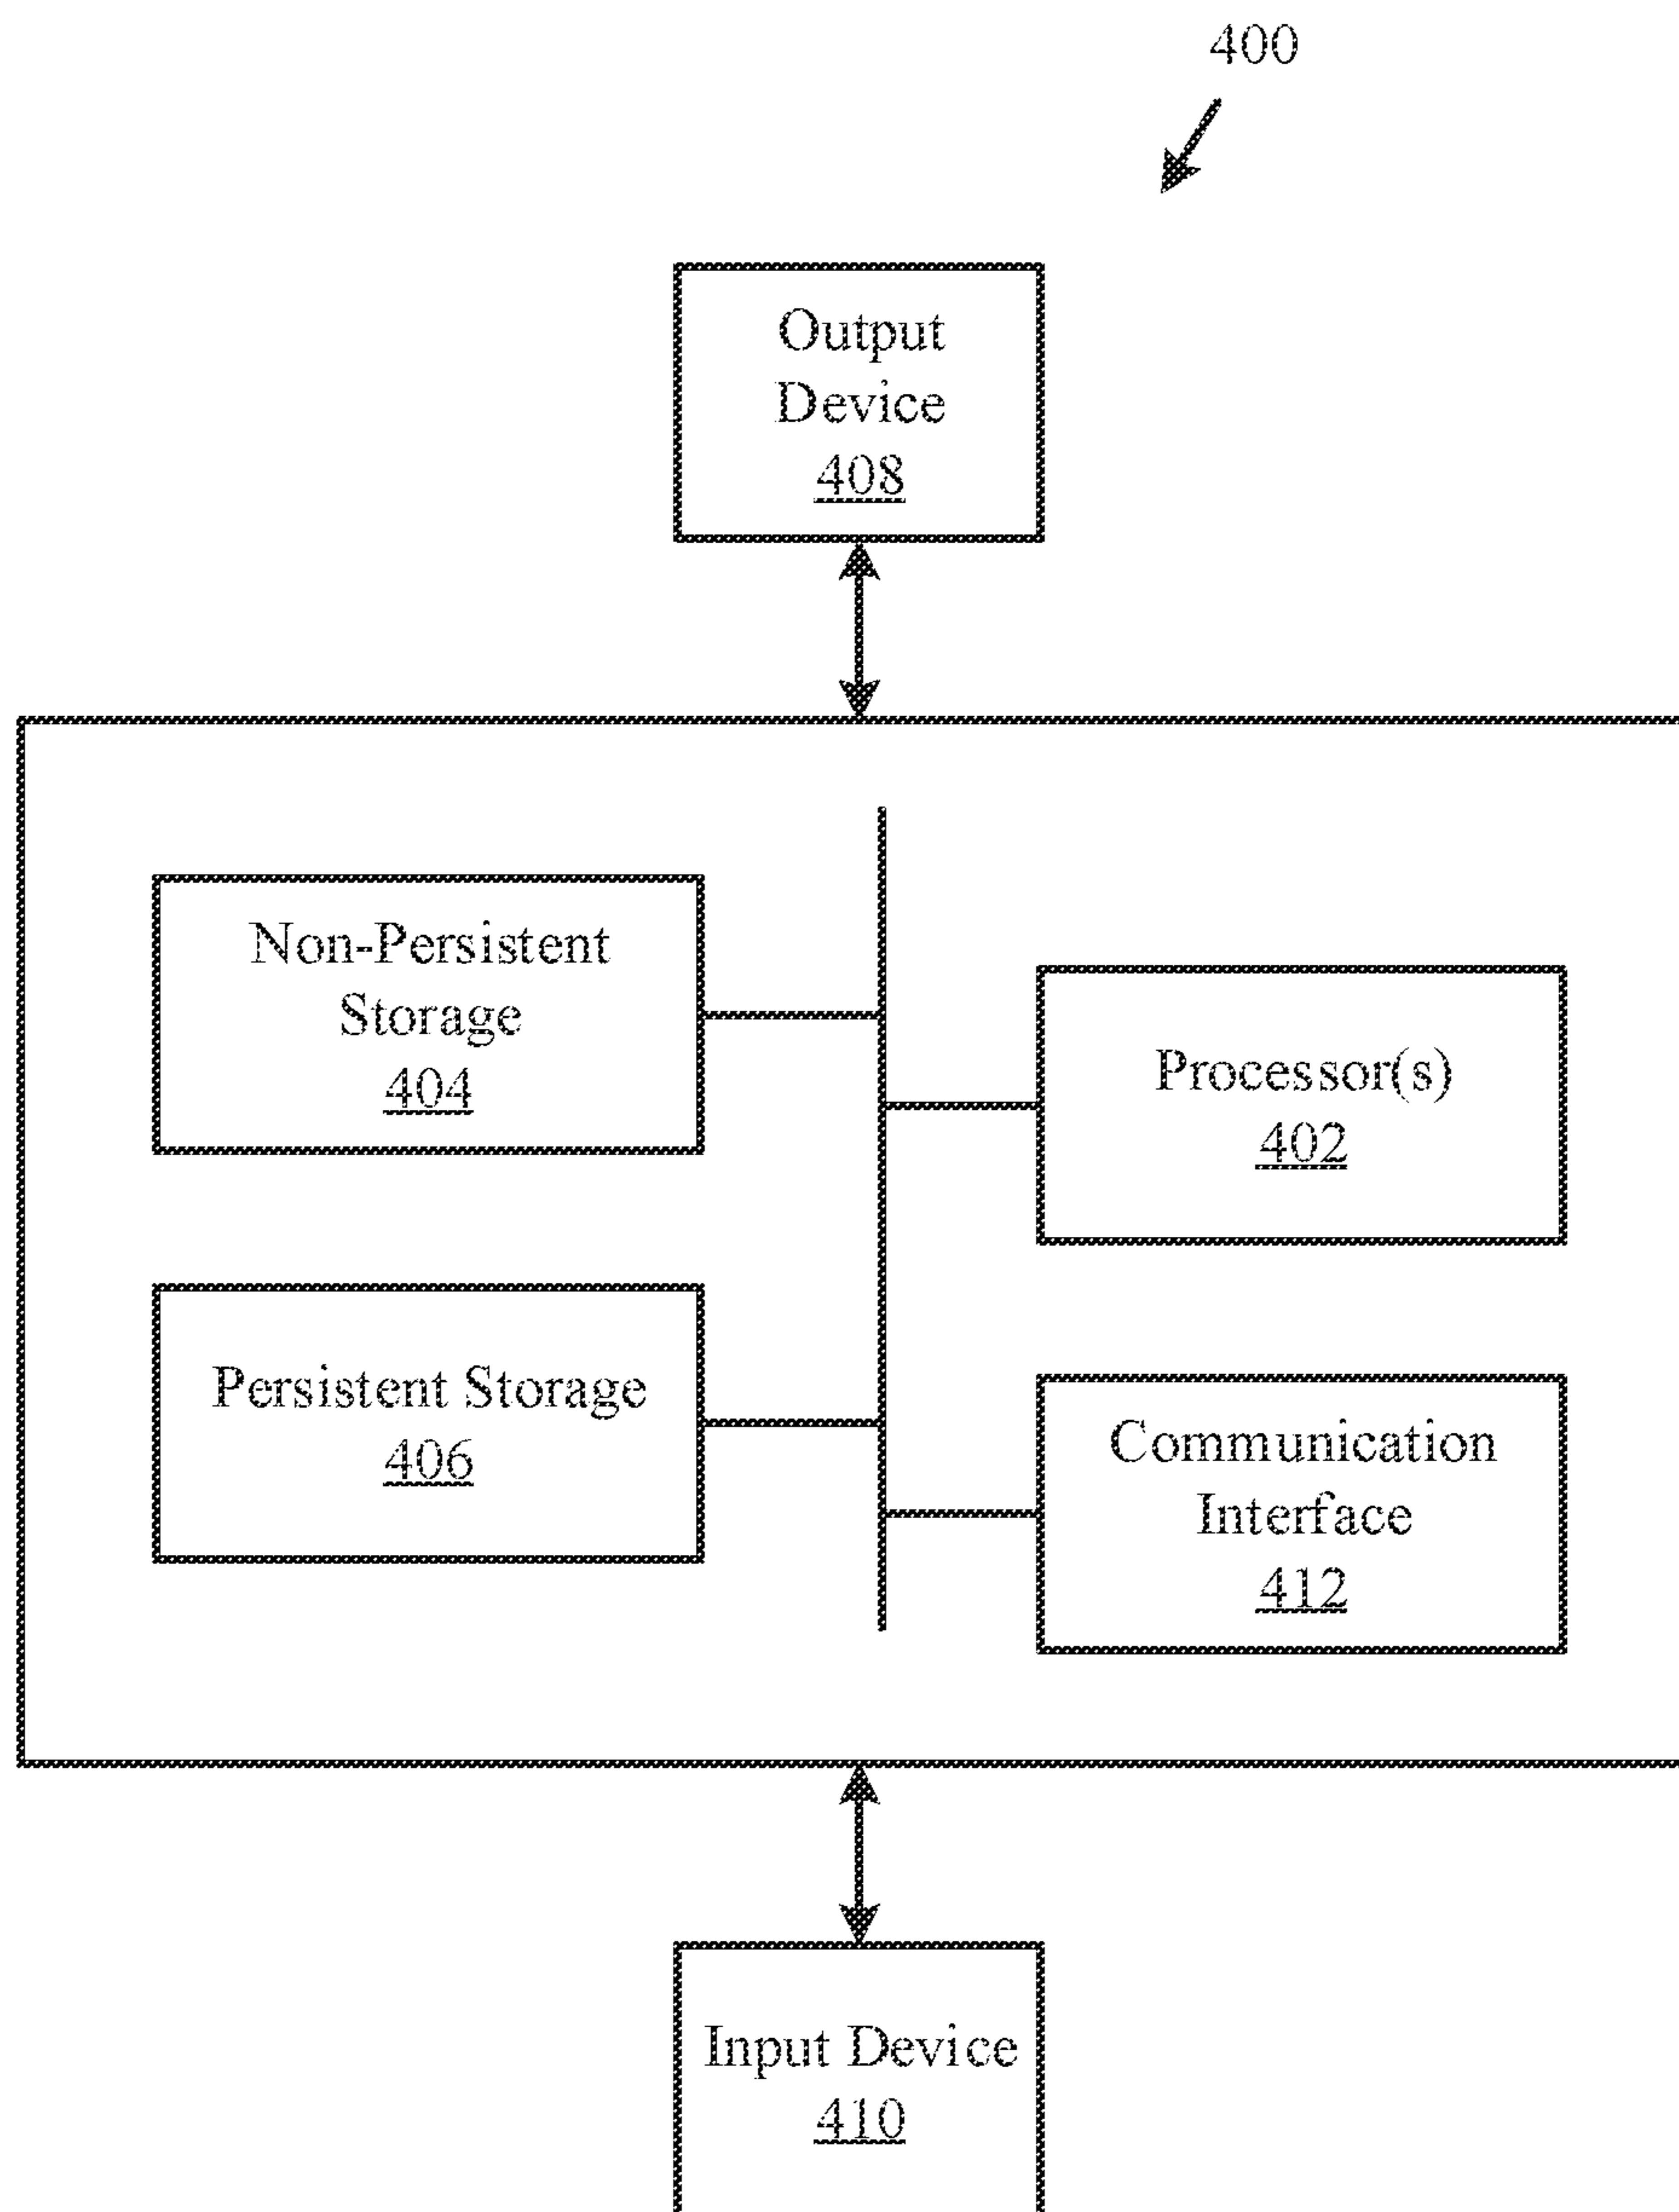 400
Output
Device
408
Non-Persistent
Storage
404
Processor(s)
402
Persistent Storage
406
Communication
Interface
412
Input Device
410